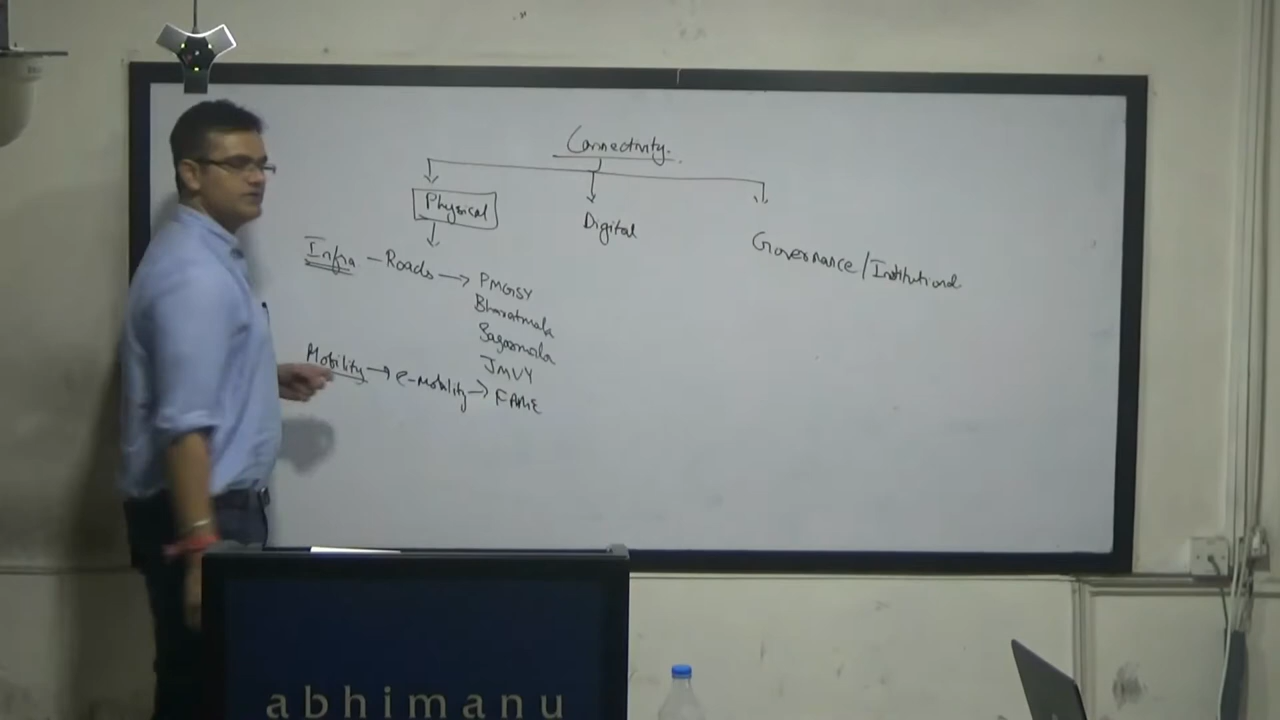 Connectivity.
Physical
Digital
Governance/Institutional
Infra - Roads → PMGSY
Bharatmala
Sagarmala
JMVY
Mobility → e-mobility → FAME
abhimanu